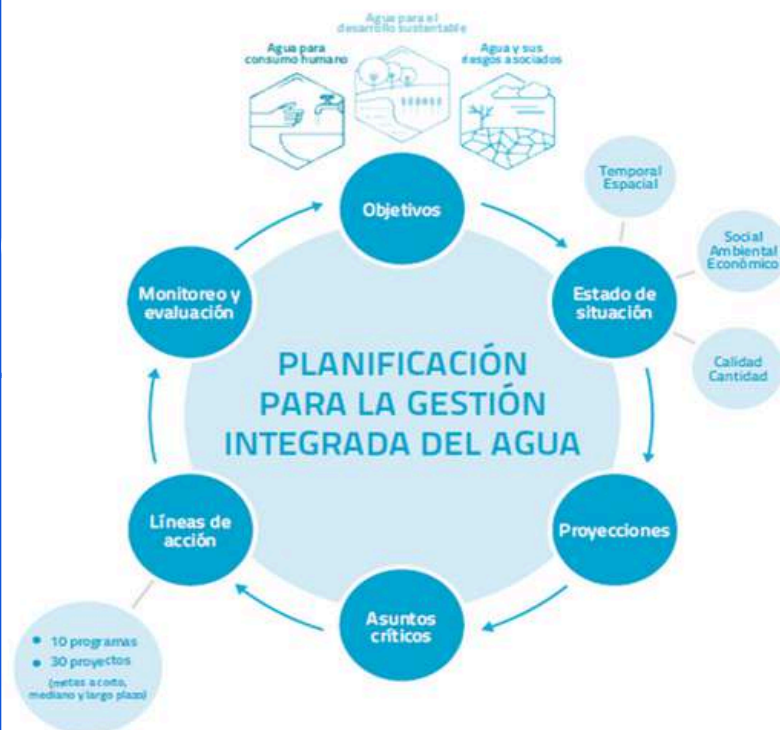 Agua para el
desarrollo sustentable
Agua para
consumo humano
Agua y sus
riesgos asociados
Objetivos
Temporal
Espacial
Social
Ambiental
Económico
Estado de
situación
Calidad
Cantidad
Monitoreo y
evaluación
PLANIFICACIÓN
PARA LA GESTIÓN
INTEGRADA DEL AGUA
Líneas de
acción
Proyecciones
Asuntos
críticos
• 10 programas
• 30 proyectos
(metas a corto,
mediano y largo plazo)